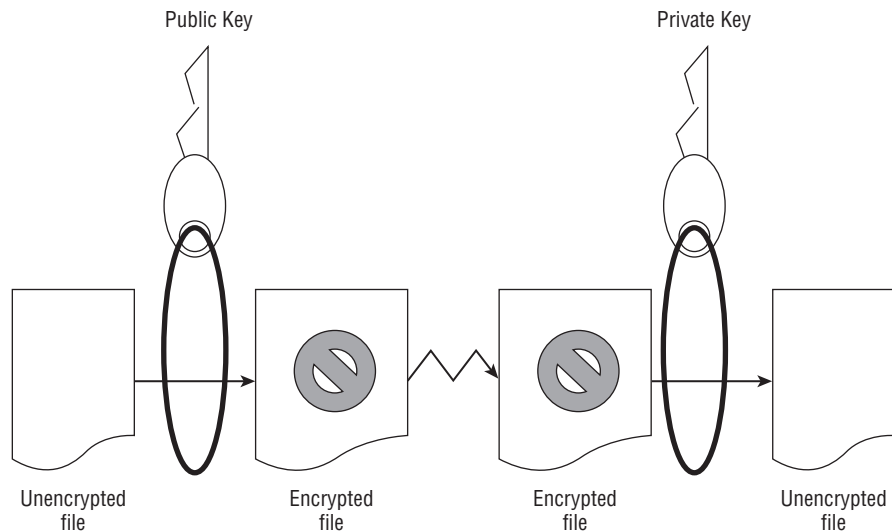 Public Key
Private Key
Unencrypted
file
Encrypted
file
Encrypted
file
Unencrypted
file